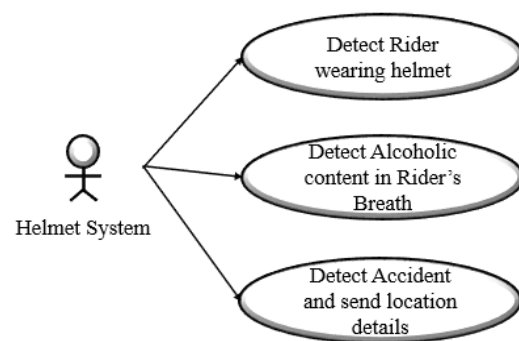 Detect Rider
wearing helmet
Detect Alcoholic
content in Rider's
Breath
Helmet System
Detect Accident
and send location
details